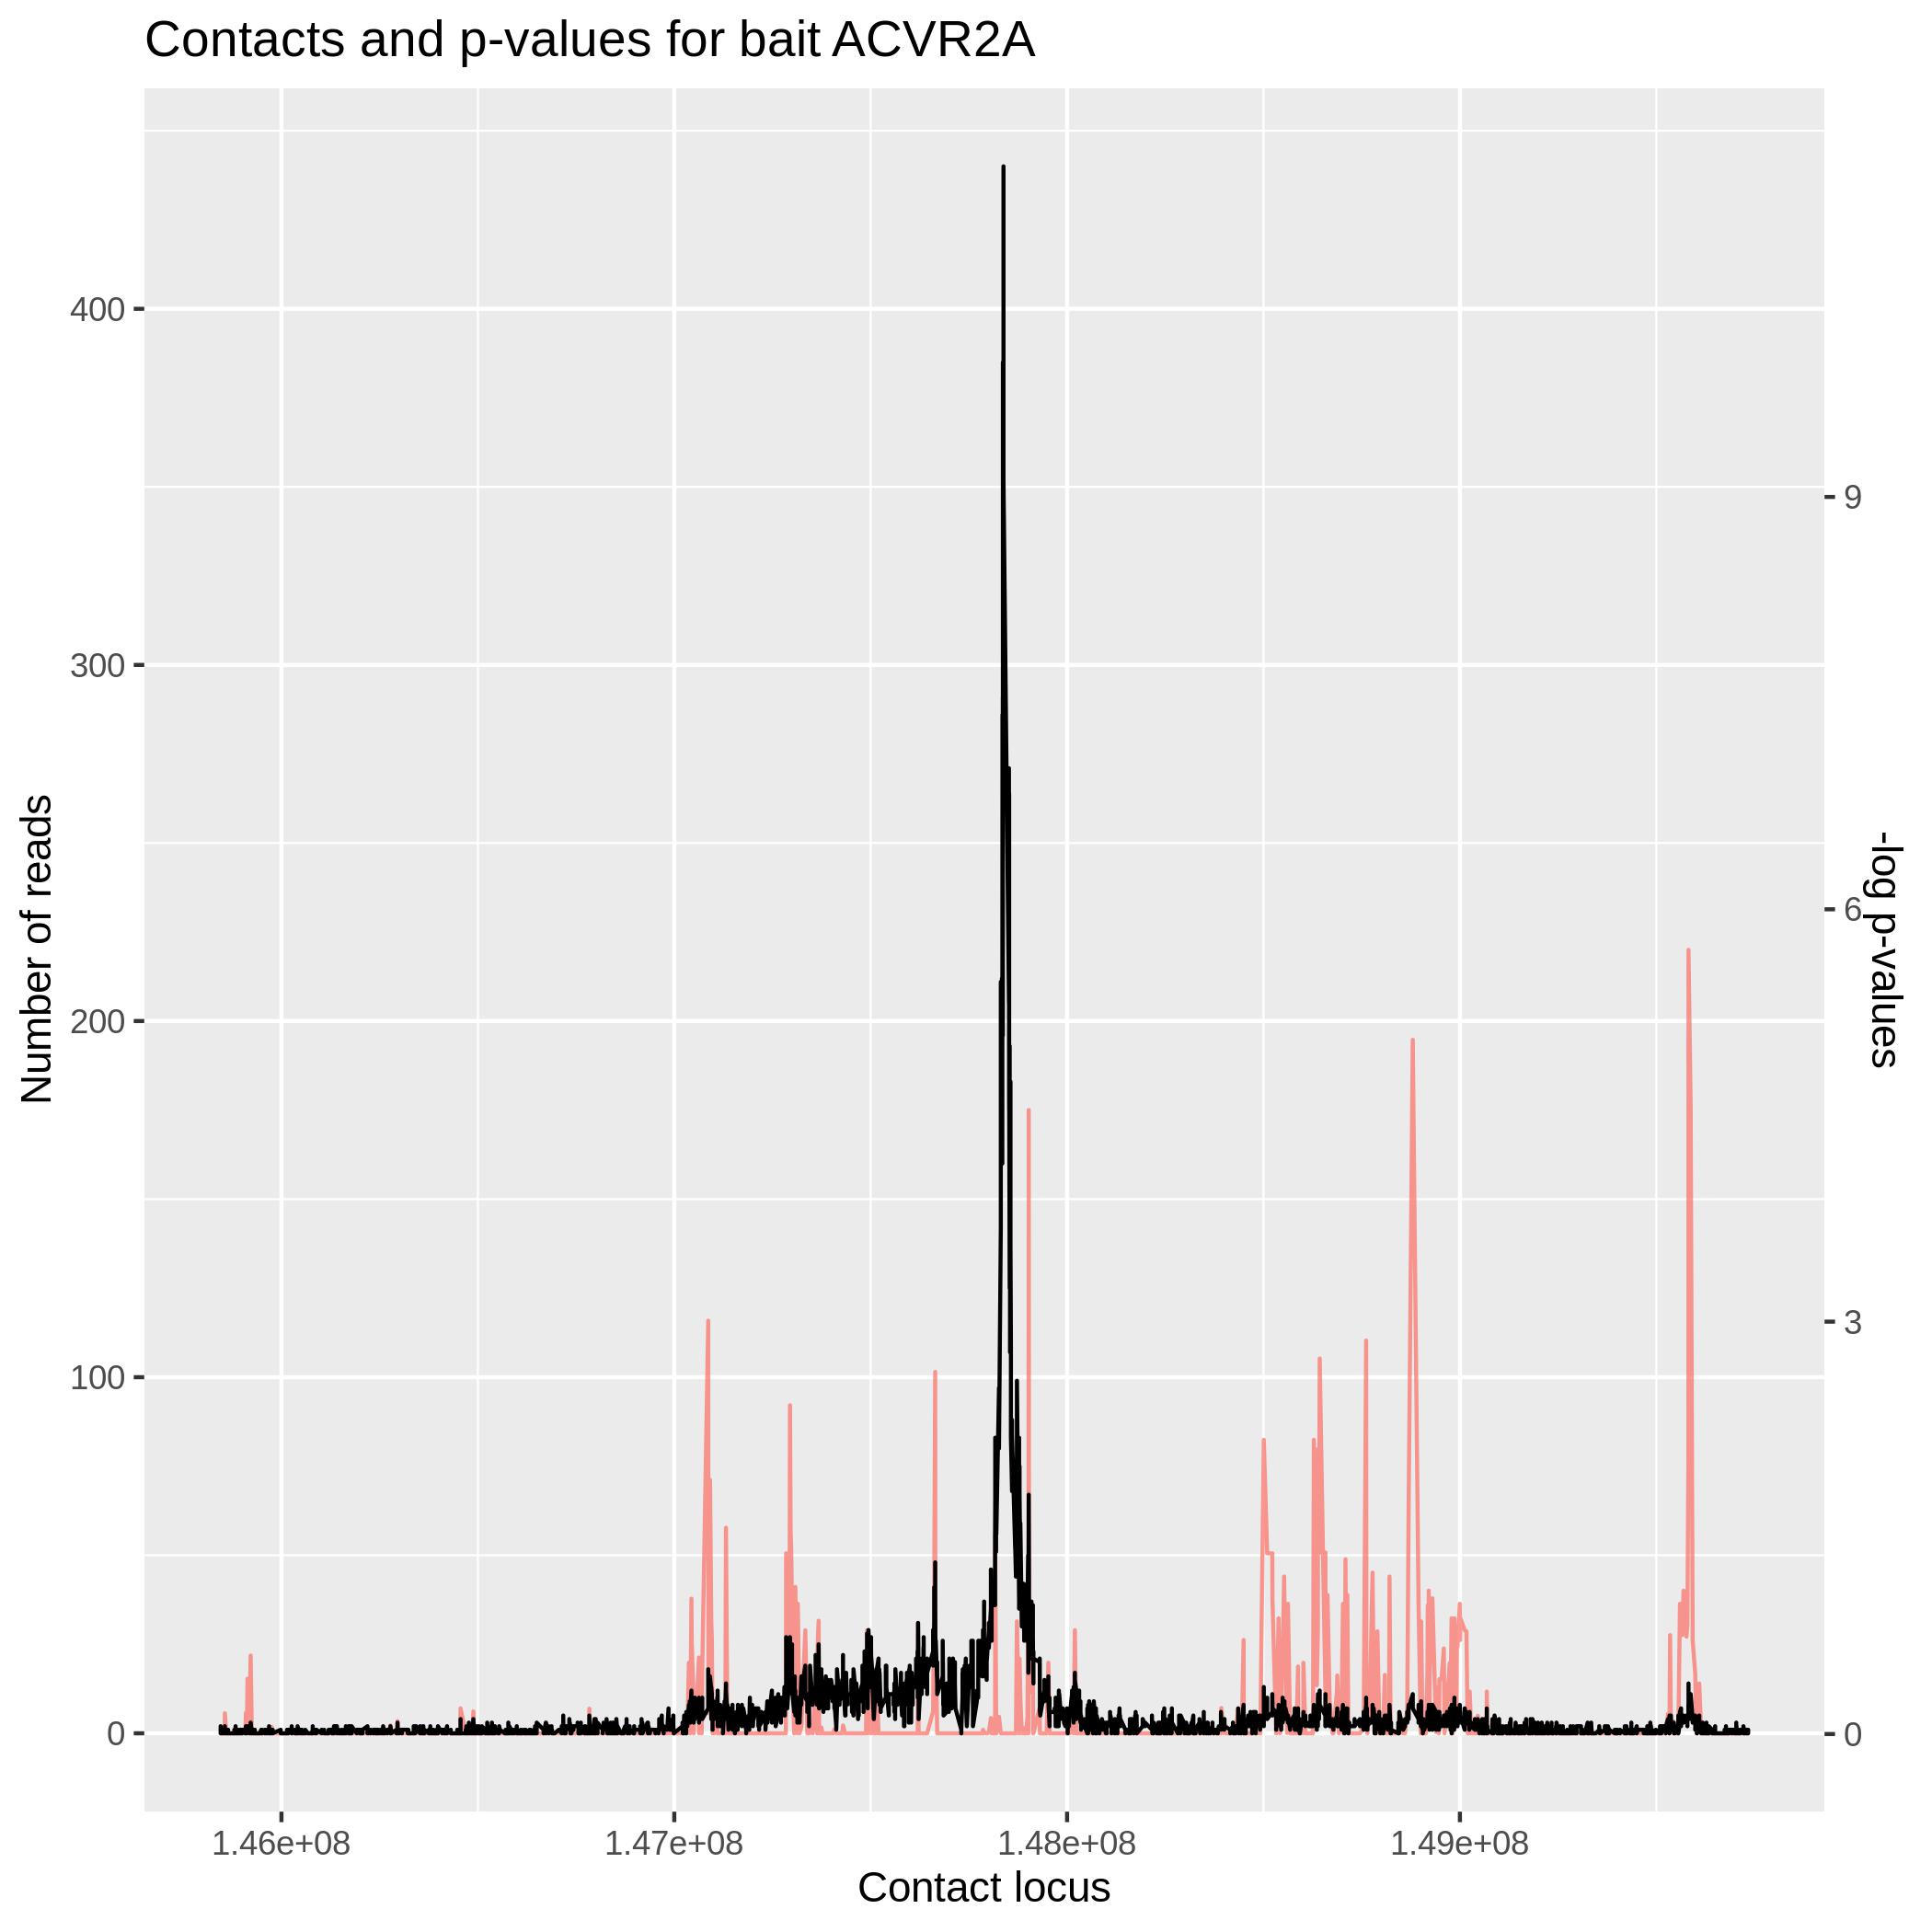 Contacts and p-values for bait ACVR2A
Number of reads
400
300
200
100
0
9
6
3
0
-log p-values
1.46e+08
1.47e+08
1.48e+08
1.49e+08
Contact locus